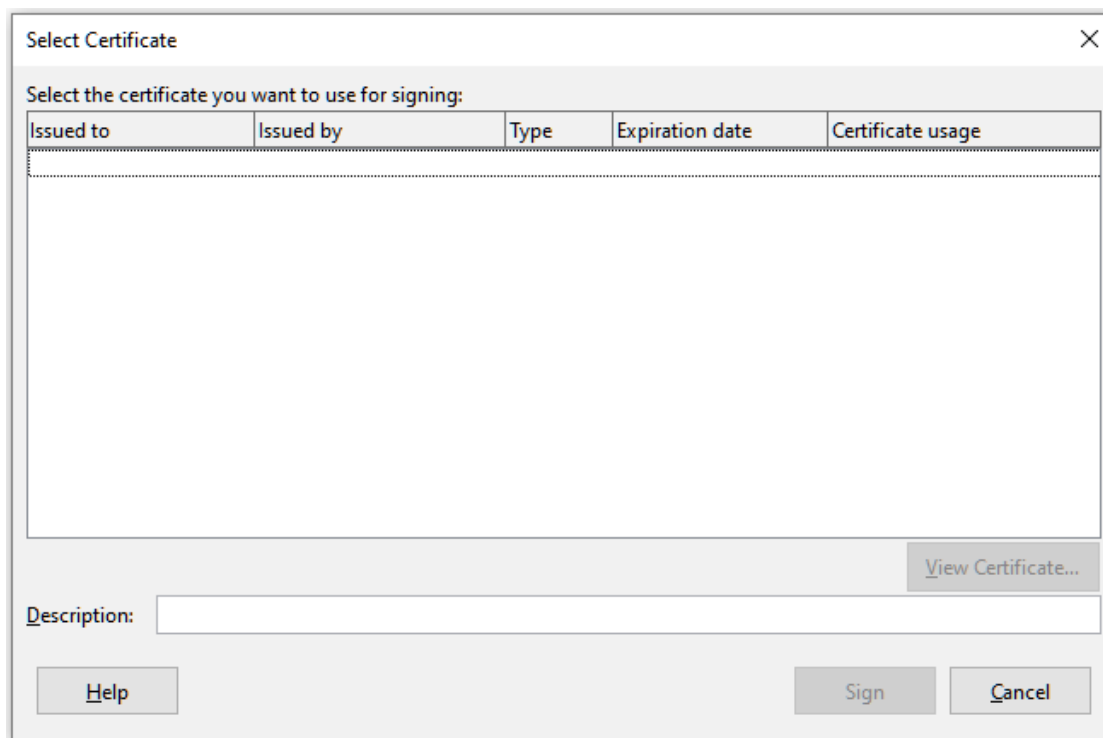 Select Certificate
Select the certificate you want to use for signing:
Issued to Issued by Type Expiration date Certificate usage
View Certificate...
Description:
Help Sign Cancel